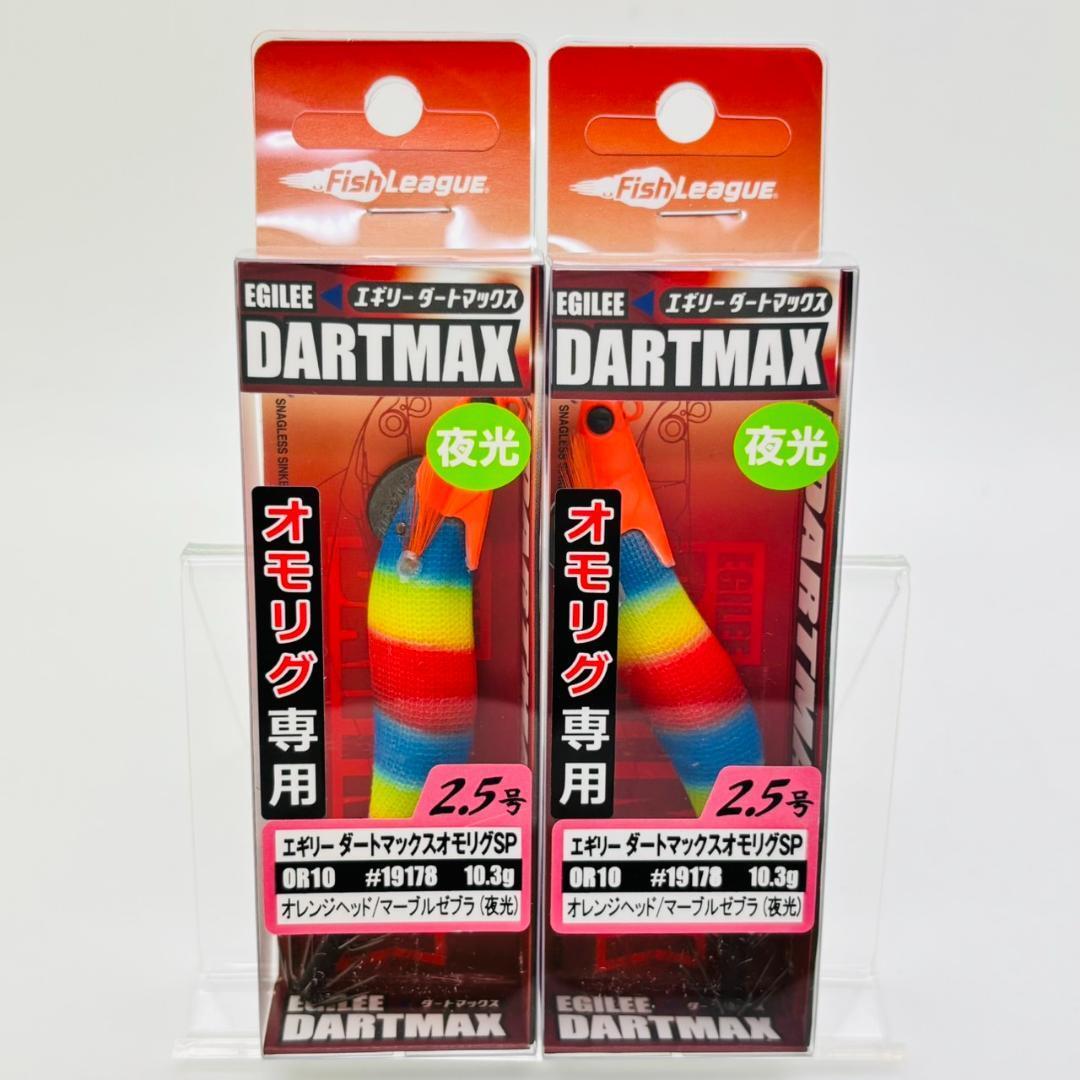 FishLeague
EGILEE エギリーダートマックス
DARTMAX
夜光
SNAGLESS SINKE
オモリグ専用
2.5号
エギリー ダートマックスオモリグSP
OR10 #19178 10.3g
オレンジヘッド/マーブルゼブラ(夜光)
EGILEE ダートマックス
DARTMAX
FishLeague
EGILEE エギリーダートマックス
DARTMAX
夜光
SNAGLESS SINKE
オモリグ専用
EGILEE
DARTMA
2.5号
エギリー ダートマックスオモリグSP
OR10 #19178 10.3g
オレンジヘッド/マーブルゼブラ(夜光)
EGILEE
DARTMAX